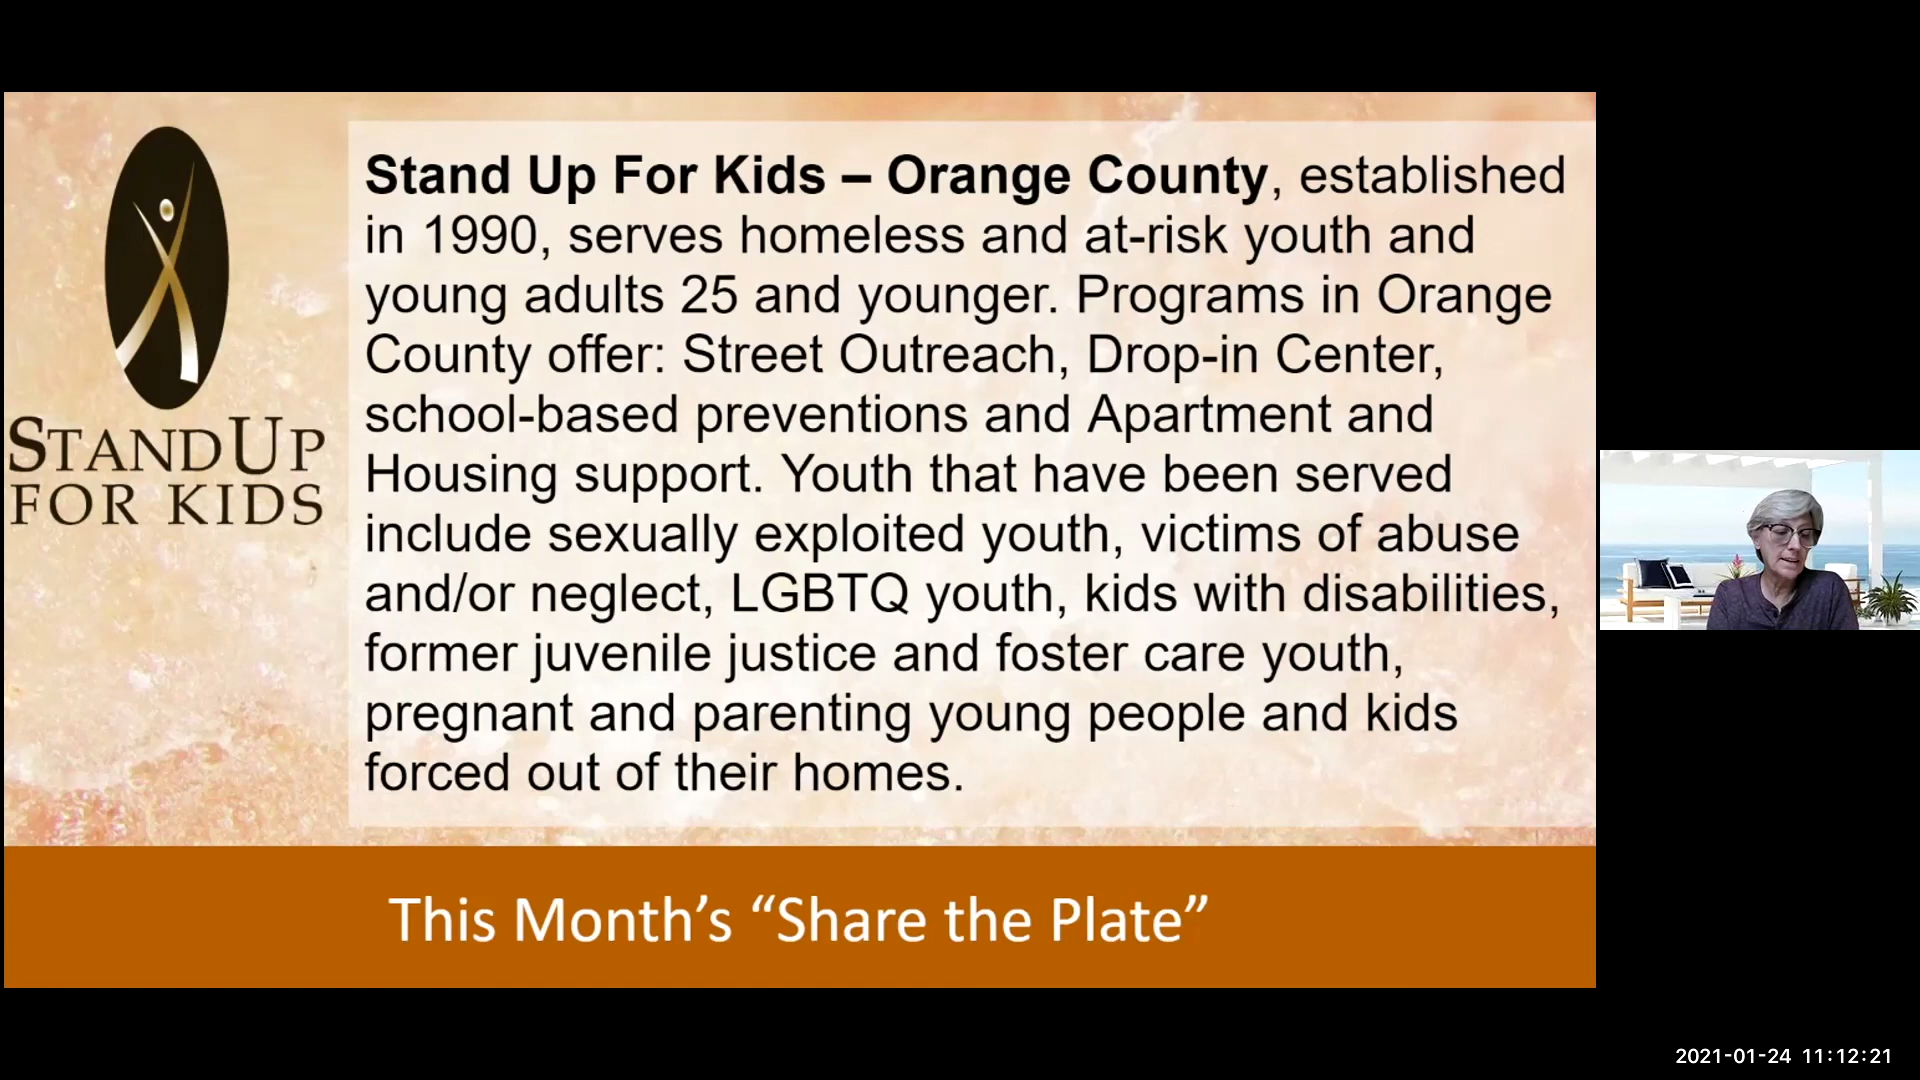 STANDUP
FOR KIDS
Stand Up For Kids – Orange County, established
in 1990, serves homeless and at-risk youth and
young adults 25 and younger. Programs in Orange
County offer: Street Outreach, Drop-in Center,
school-based preventions and Apartment and
Housing support. Youth that have been served
include sexually exploited youth, victims of abuse
and/or neglect, LGBTQ youth, kids with disabilities,
former juvenile justice and foster care youth,
pregnant and parenting young people and kids
forced out of their homes.
This Month’s “Share the Plate”
2021-01-24 11:12:21